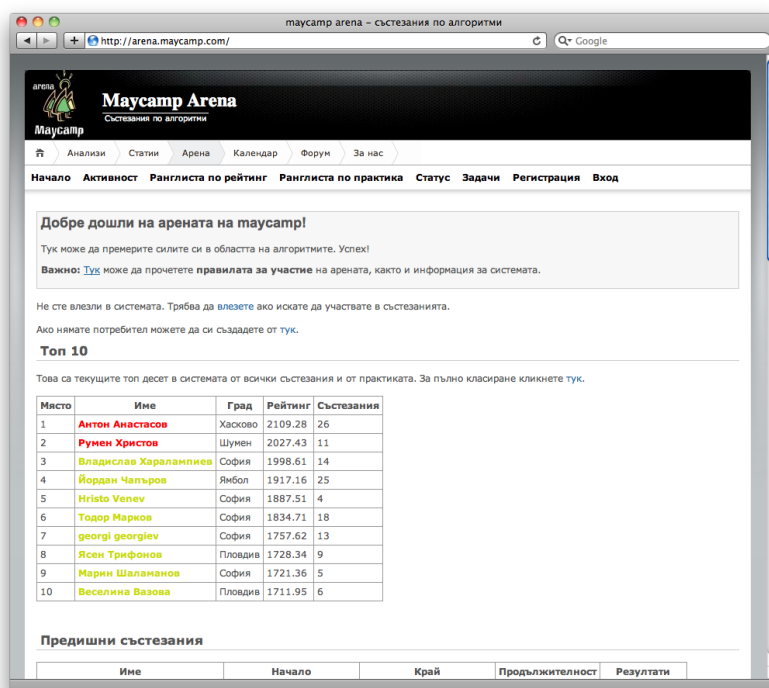 maycamp arena – състезания по алгоритми
http://arena.maycamp.com/
Google
arena
Maycamp
Maycamp Arena
Състезания по алгоритми
Анализи Статии Арена Календар Форум За нас
Начало Активност Ранглиста по рейтинг Ранглиста по практика Статус Задачи Регистрация Вход
Добре дошли на арената на maycamp!
Тук може да премерите силите си в областта на алгоритмите. Успех!
Важно: Тук може да прочетете правилата за участие на арената, както и информация за системата.
Не сте влезли в системата. Трябва да влезете ако искате да участвате в състезанията.
Ако нямате потребител можете да си създадете от тук.
Топ 10
Това са текущите топ десет в системата от всички състезания и от практиката. За пълно класиране кликнете тук.
Място Име Град Рейтинг Състезания
1 Антон Анастасов Хасково 2109.28 26
2 Румен Христов Шумен 2027.43 11
3 Владислав Харалампиев София 1998.61 14
4 Йордан Чапъров Ямбол 1917.16 25
5 Hristo Venev София 1887.51 4
6 Тодор Марков София 1834.71 18
7 georgi georgiev София 1757.62 13
8 Ясен Трифонов Пловдив 1728.34 9
9 Марин Шаламанов София 1721.36 5
10 Веселина Вазова Пловдив 1711.95 6
Предишни състезания
Име Начало Край Продължителност Резултати